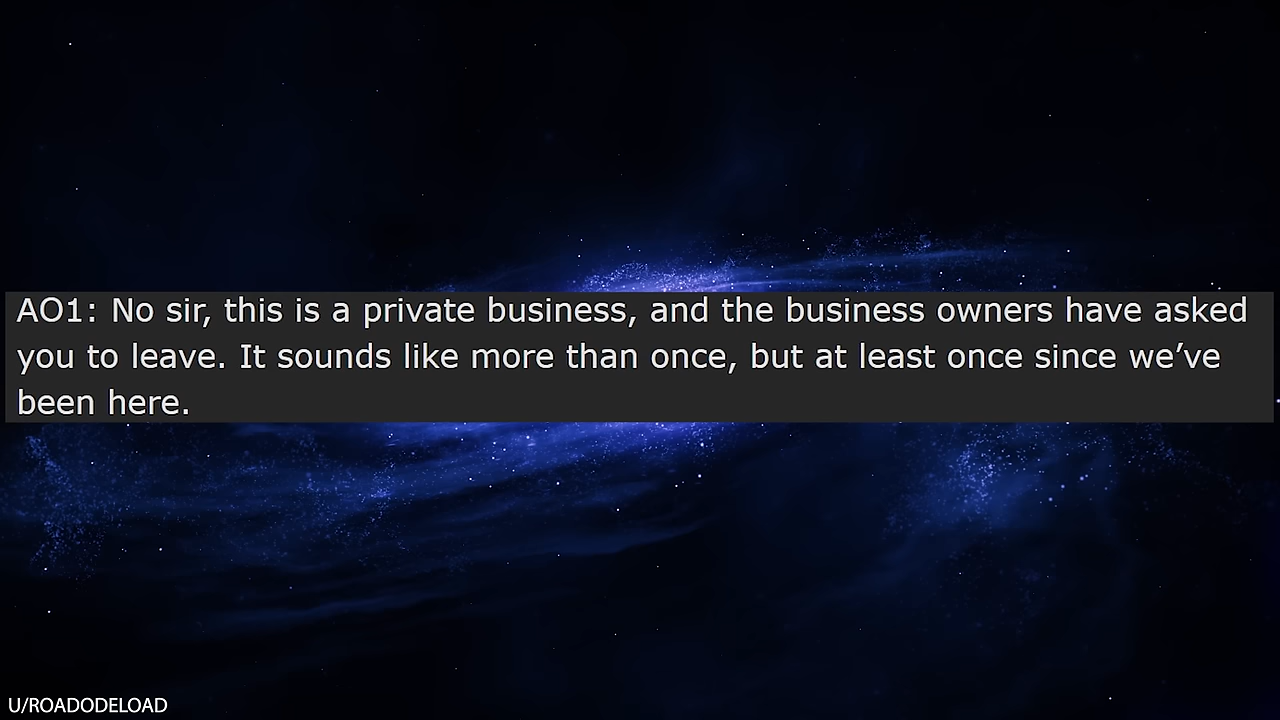 AO1: No sir, this is a private business, and the business owners have asked
you to leave. It sounds like more than once, but at least once since we’ve
been here.
U/ROADODELOAD